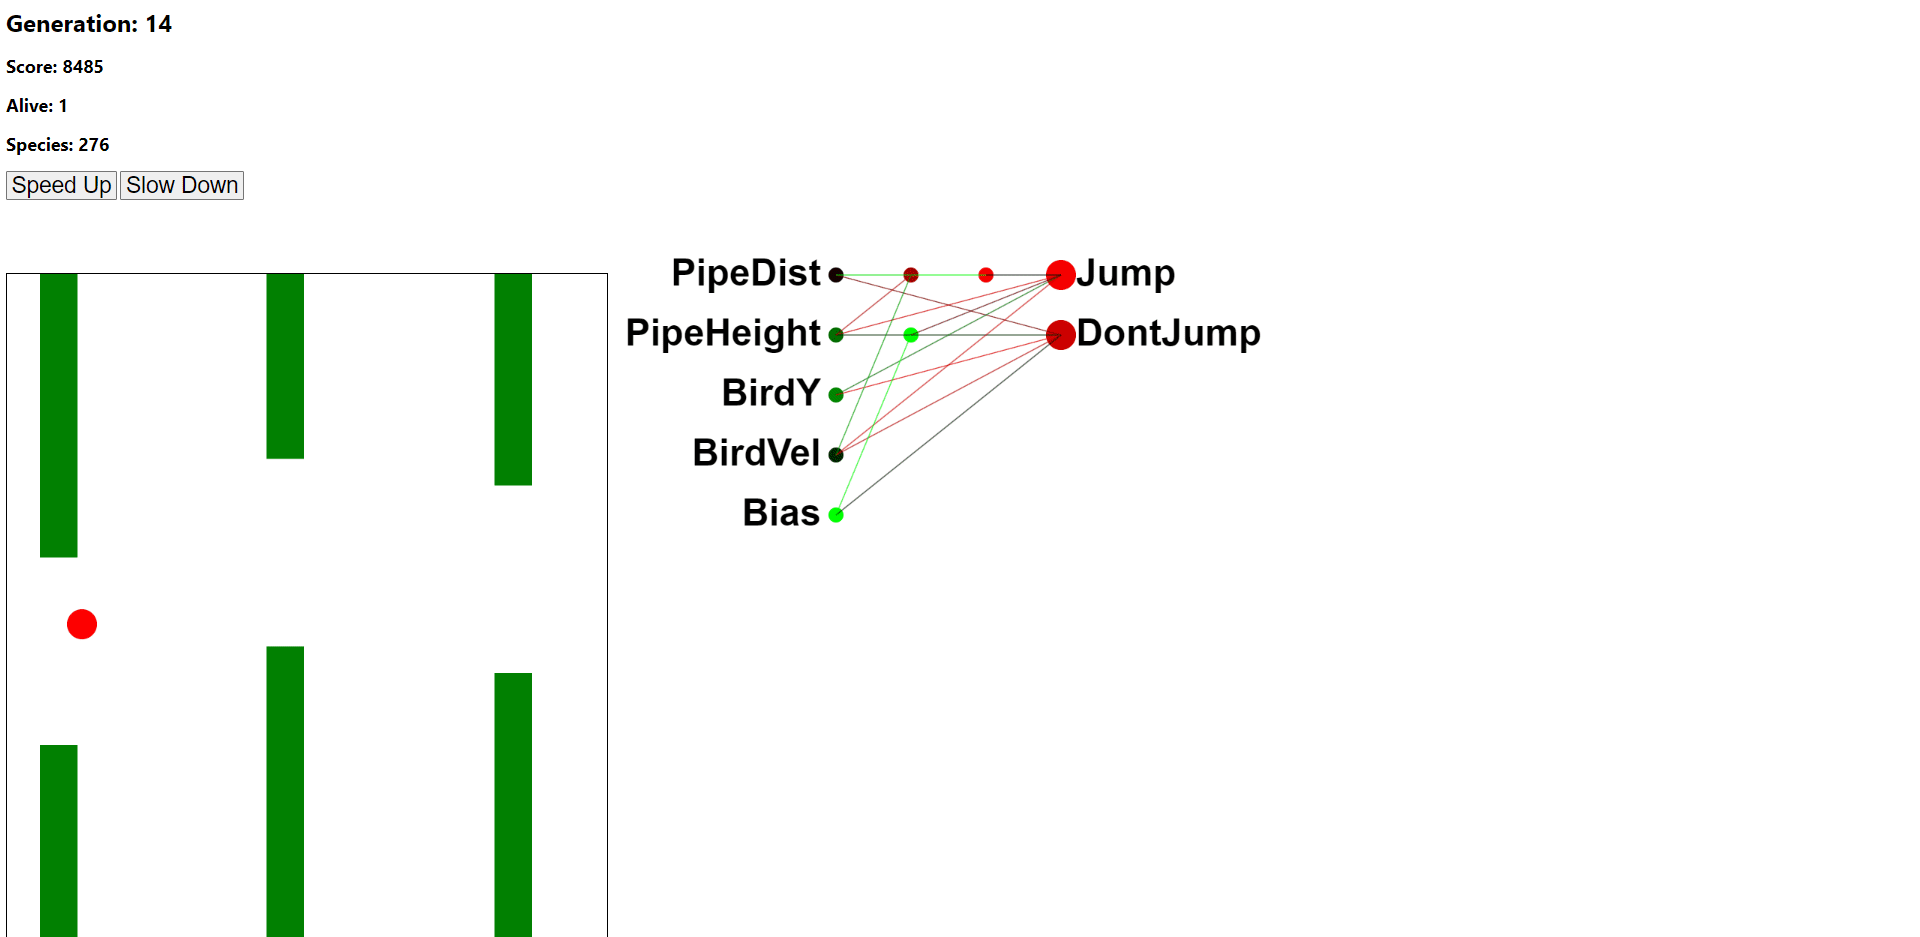 Generation: 14
Score: 8485
Alive: 1
Species: 276
Speed Up Slow Down
PipeDist Jump
PipeHeight DontJump
BirdY
BirdVel
Bias